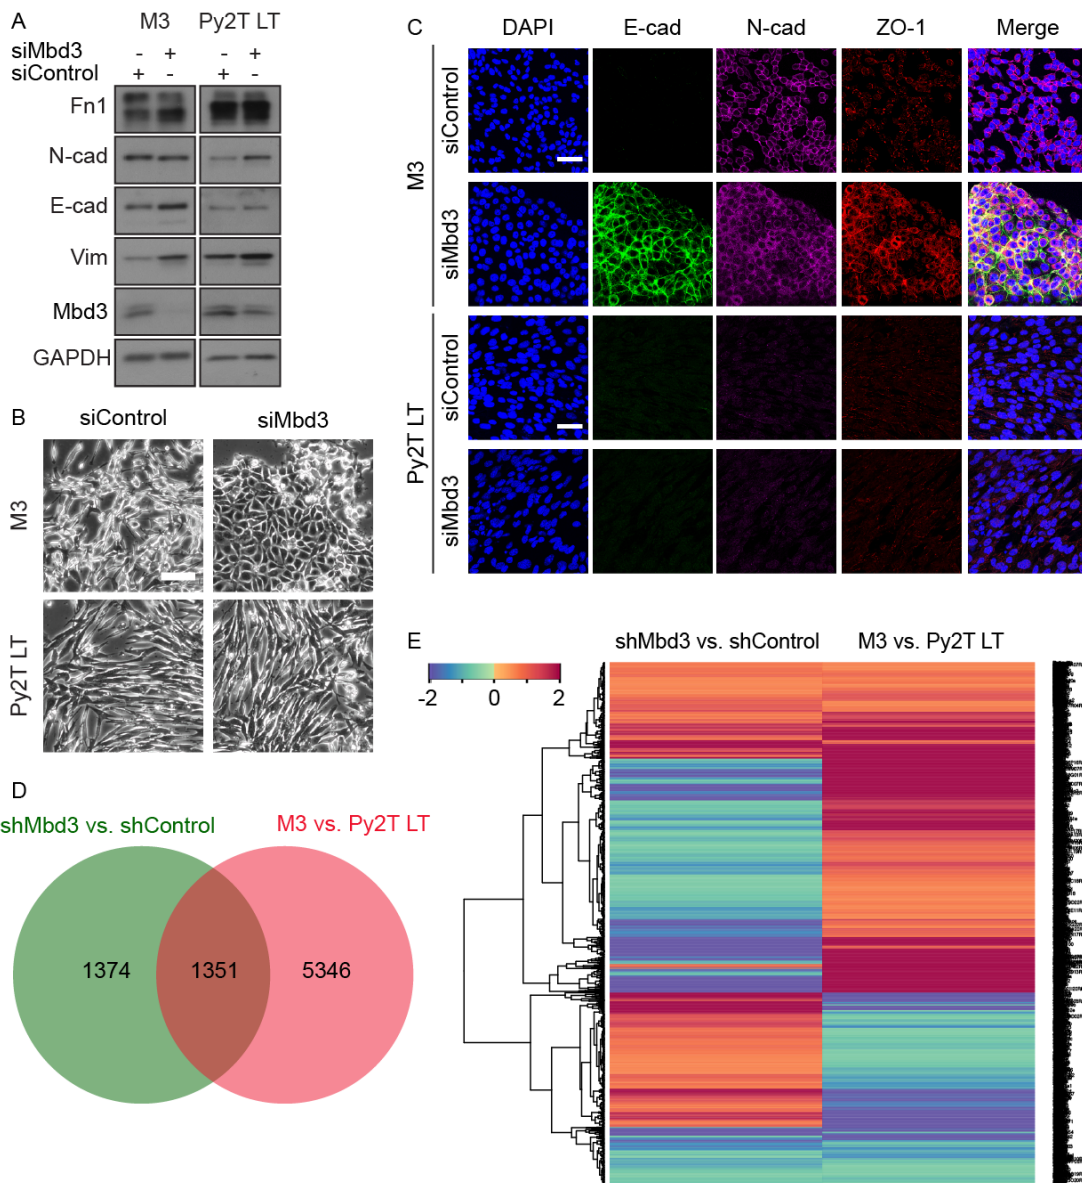 A
M3 Py2T LT
siMbd3 - + - +
siControl + - + -
Fn1
N-cad
E-cad
Vim
Mbd3
GAPDH
B
siControl siMbd3
M3
Py2T LT
C
DAPI E-cad N-cad ZO-1 Merge
M3
siControl
siMbd3
Py2T LT
siControl
siMbd3
D
shMbd3 vs. shControl M3 vs. Py2T LT
1374 1351 5346
E
shMbd3 vs. shControl M3 vs. Py2T LT
-2 0 2